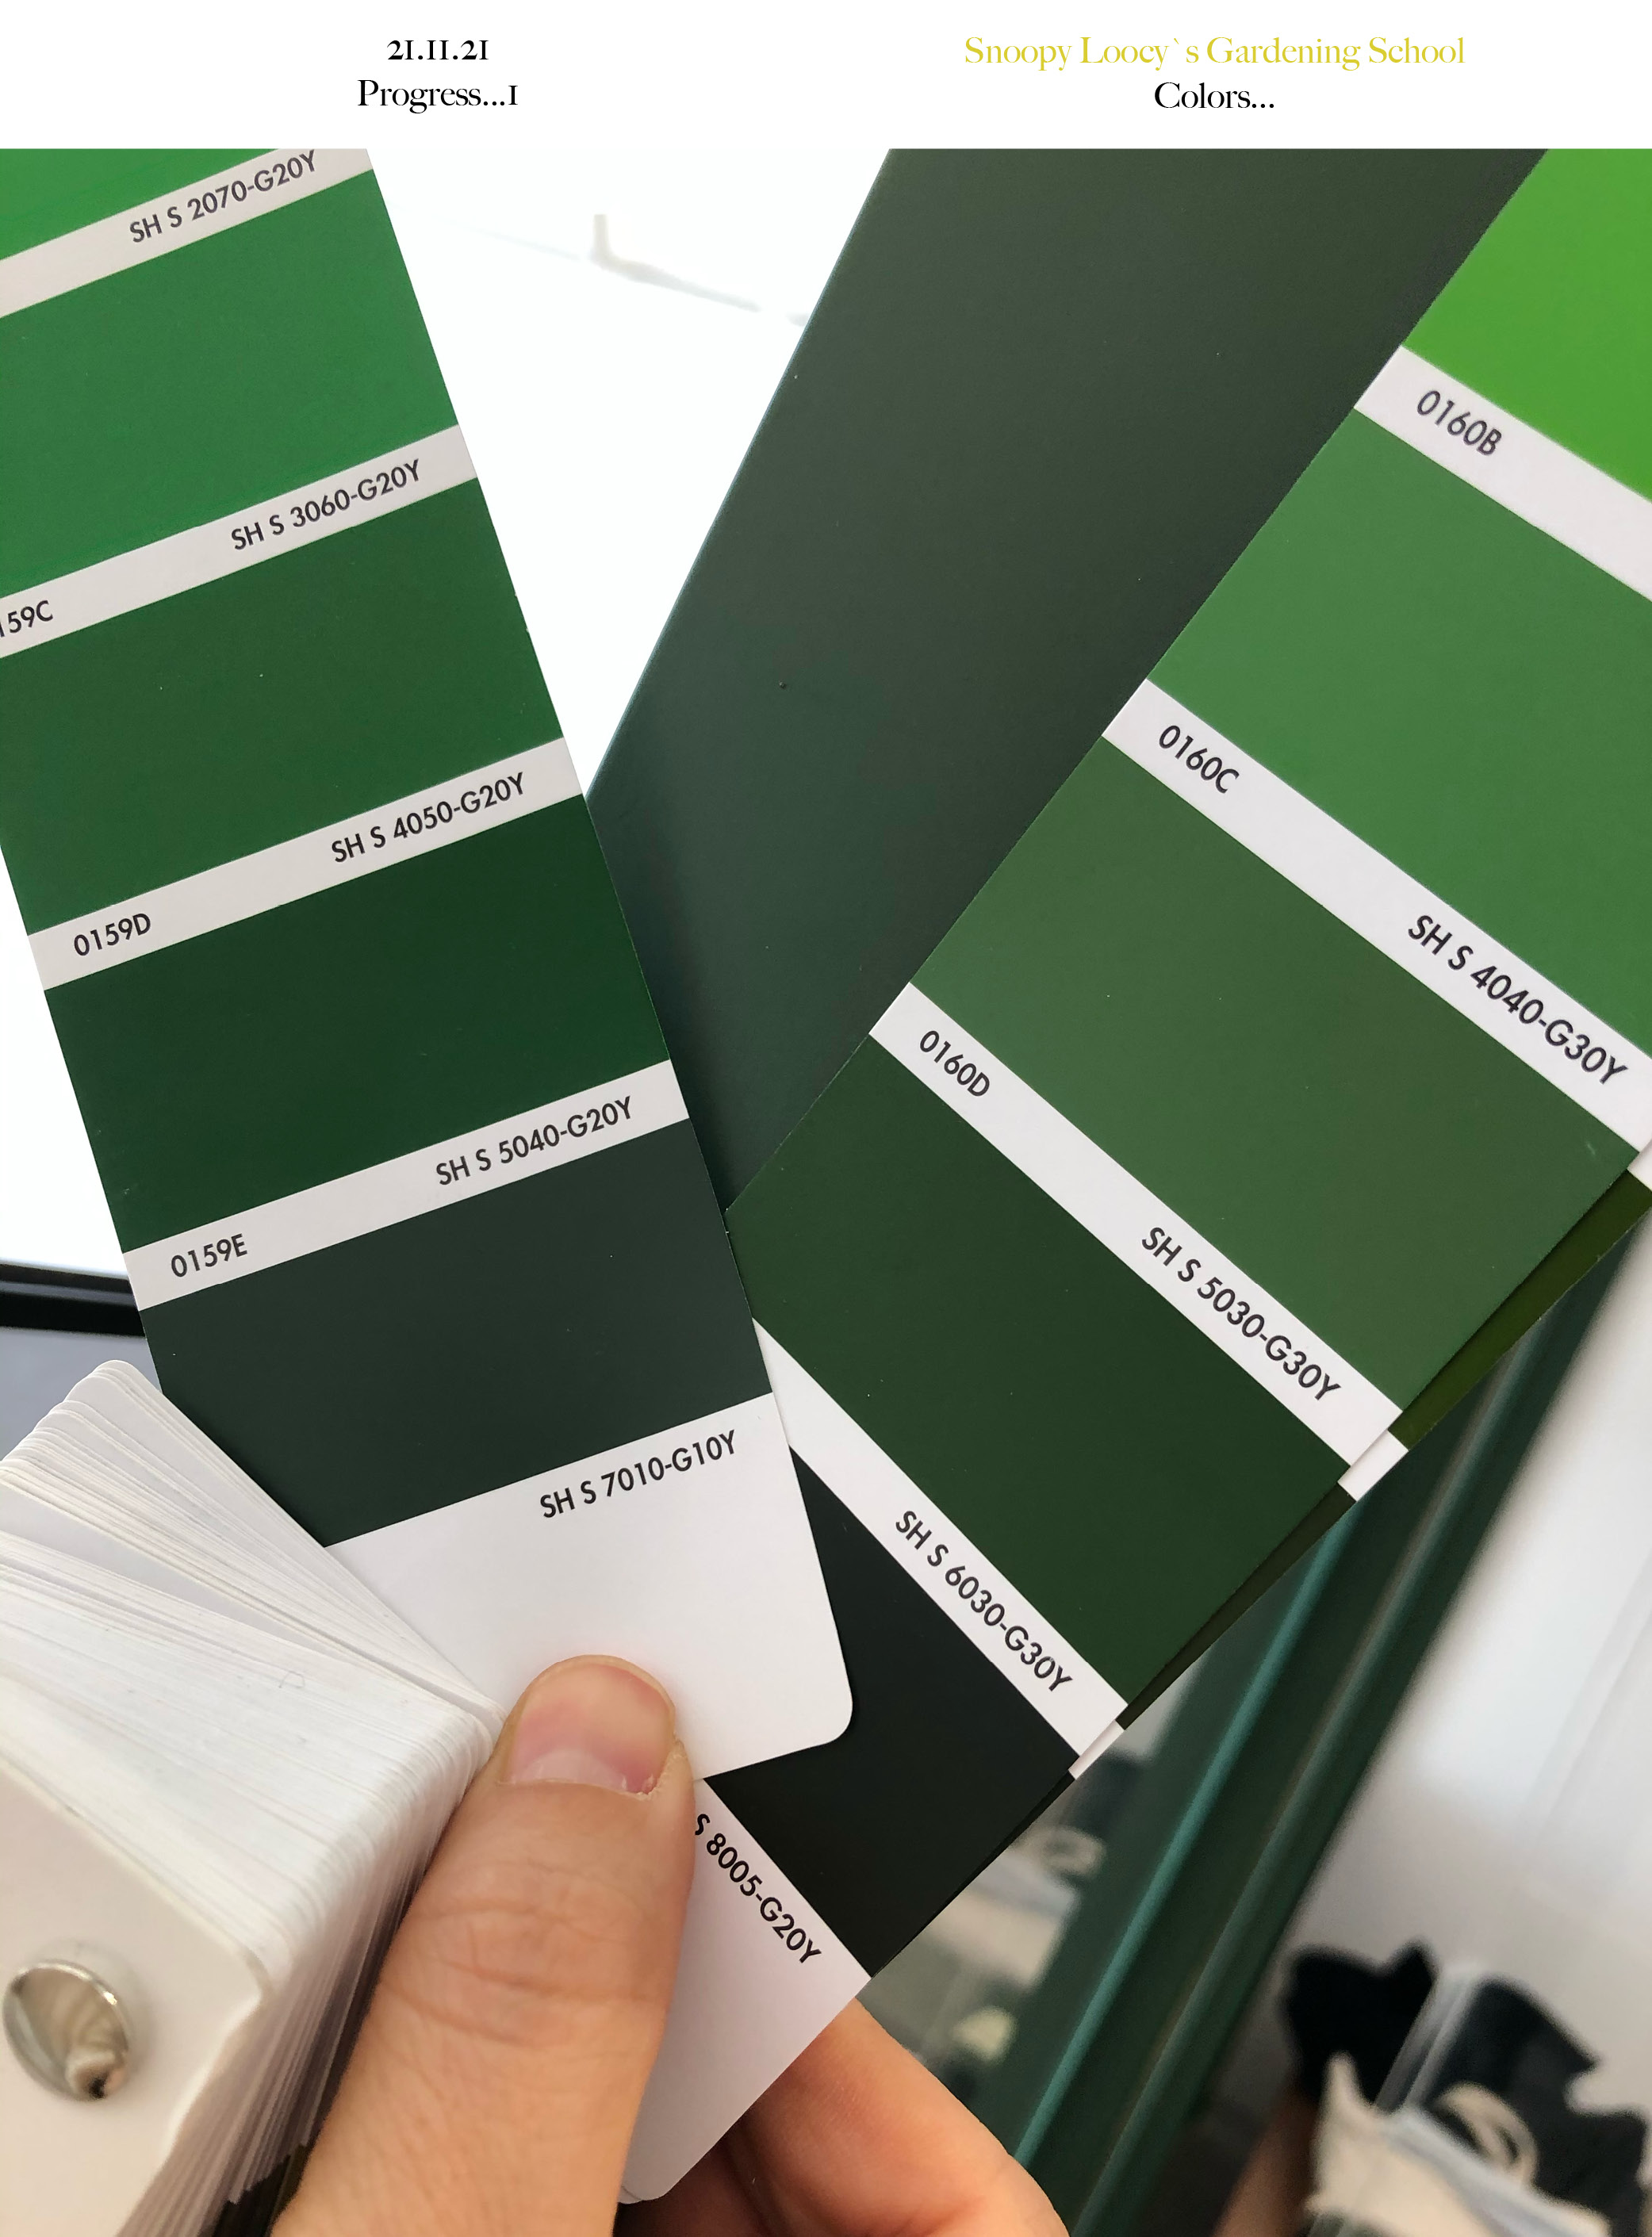 21.11.21
Progress...1
Snoopy Loocy`s Gardening School
Colors...
SH S 2070-G20Y
SH S 3060-G20Y
159C
SH S 4050-G20Y
0159D
SH S 5040-G20Y
0159E
SH S 7010-G10Y
0160B
0160C
SH S 4040-G30Y
0160D
SH S 5030-G30Y
SH S 6030-G30Y
S 8005-G20Y